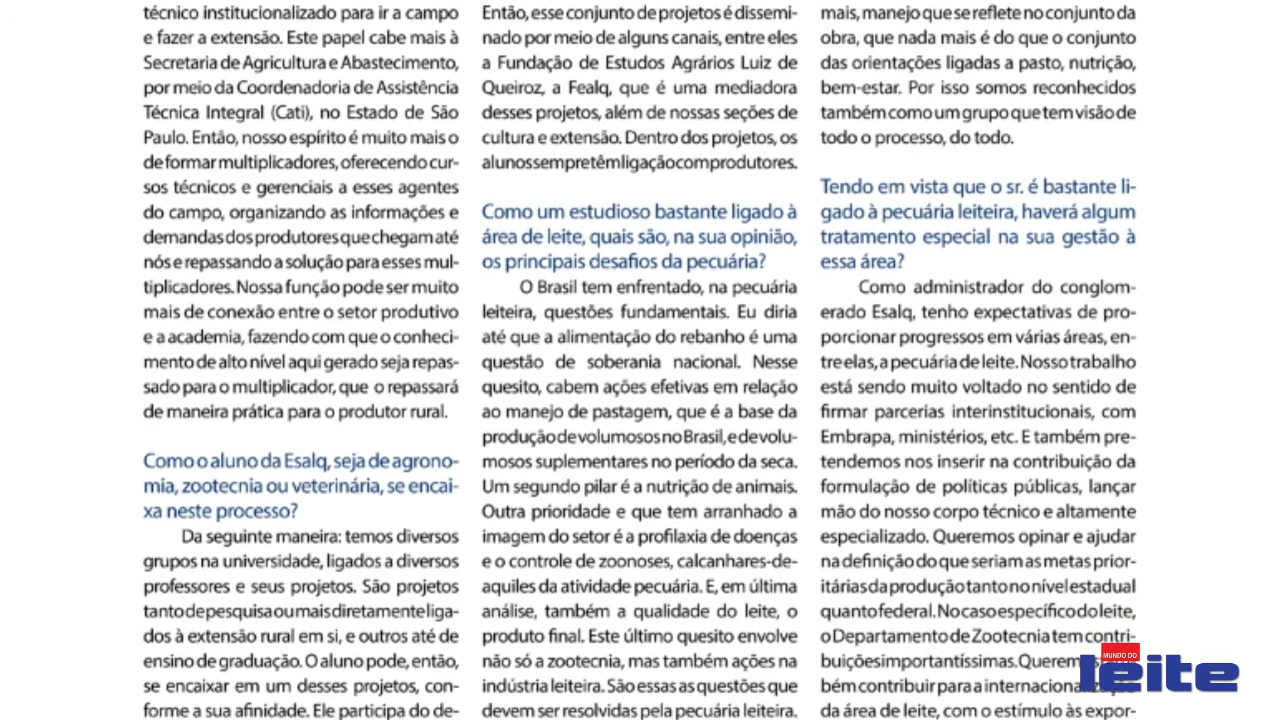 técnico institucionalizado para ir a campo
e fazer a extensão. Este papel cabe mais à
Secretaria de Agricultura e Abastecimento,
por meio da Coordenadoria de Assistência
Técnica Integral (Cati), no Estado de São
Paulo. Então, nosso espírito é muito mais o
de formar multiplicadores, oferecendo cur-
sos técnicos e gerenciais a esses agentes
do campo, organizando as informações e
demandas dos produtores que chegam até
nós e repassando a solução para esses mul-
tiplicadores. Nossa função pode ser muito
mais de conexão entre o setor produtivo
e a academia, fazendo com que o conheci-
mento de alto nível aqui gerado seja repas-
sado para o multiplicador, que o repassará
de maneira prática para o produtor rural.
Como o aluno da Esalq, seja de agrono-
mia, zootecnia ou veterinária, se encai-
xa neste processo?
Da seguinte maneira: temos diversos
grupos na universidade, ligados a diversos
professores e seus projetos. São projetos
tanto de pesquisa ou mais diretamente liga-
dos à extensão rural em si, e outros até de
ensino de graduação. O aluno pode, então,
se encaixar em um desses projetos, con-
forme a sua afinidade. Ele participa do de-
Então, esse conjunto de projetos é dissemi-
nado por meio de alguns canais, entre eles
a Fundação de Estudos Agrários Luiz de
Queiroz, a Fealq, que é uma mediadora
desses projetos, além de nossas seções de
cultura e extensão. Dentro dos projetos, os
alunos sempre têm ligação com produtores.
Como um estudioso bastante ligado à
área de leite, quais são, na sua opinião,
os principais desafios da pecuária?
O Brasil tem enfrentado, na pecuária
leiteira, questões fundamentais. Eu diria
até que a alimentação do rebanho é uma
questão de soberania nacional. Nesse
quesito, cabem ações efetivas em relação
ao manejo de pastagem, que é a base da
produção de volumosos no Brasil, e de volu-
mosos suplementares no período da seca.
Um segundo pilar é a nutrição de animais.
Outra prioridade e que tem arranhado a
imagem do setor é a profilaxia de doenças
e o controle de zoonoses, calcanhares-de-
aquiles da atividade pecuária. E, em última
análise, também a qualidade do leite, o
produto final. Este último quesito envolve
não só a zootecnia, mas também ações na
indústria leiteira. São essas as questões que
devem ser resolvidas pela pecuária leiteira.
mais, manejo que se reflete no conjunto da
obra, que nada mais é do que o conjunto
das orientações ligadas a pasto, nutrição,
bem-estar. Por isso somos reconhecidos
também como um grupo que tem visão de
todo o processo, do todo.
Tendo em vista que o sr. é bastante li-
gado à pecuária leiteira, haverá algum
tratamento especial na sua gestão à
essa área?
Como administrador do conglom-
erado Esalq, tenho expectativas de pro-
porcionar progressos em várias áreas, en-
tre elas, a pecuária de leite. Nosso trabalho
está sendo muito voltado no sentido de
firmar parcerias interinstitucionais, com
Embrapa, ministérios, etc. E também pre-
tendemos nos inserir na contribuição da
formulação de políticas públicas, lançar
mão do nosso corpo técnico e altamente
especializado. Queremos opinar e ajudar
na definição do que seriam as metas prior-
itárias da produção tanto no nível estadual
quanto federal. No caso específico do leite,
o Departamento de Zootecnia tem contri-
buições importantíssimas.
bém contribuir para a
da área de leite, com o estímulo às expor-
MUNDO DO
leite